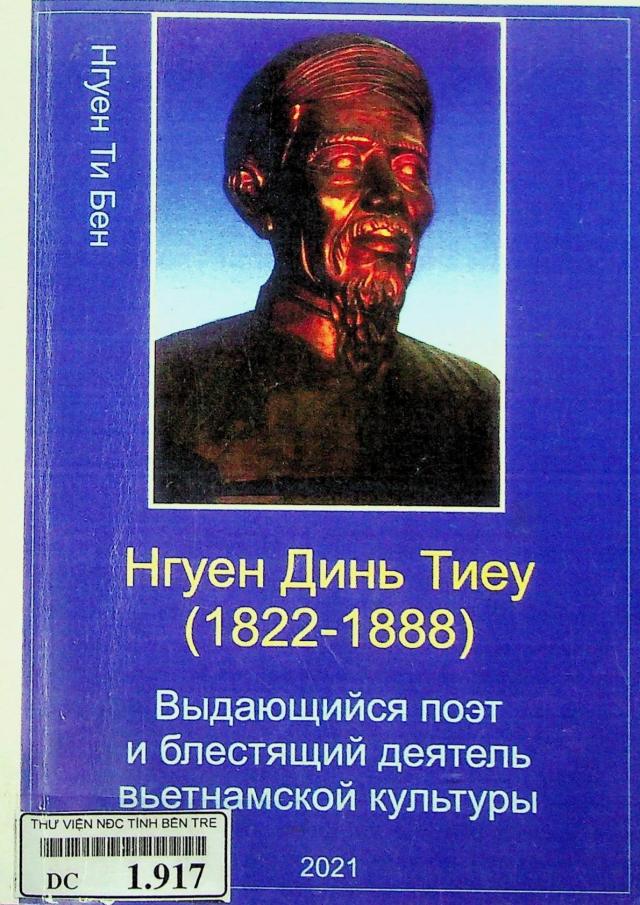 Нгуен Ти Бен
Нгуен Динь Тиеу
(1822-1888)
Выдающийся поэт
и блестящий деятель
вьетнамской культуры
THƯ VIỆN NĐC TỈNH BẾN TRE
DC 1.917
2021